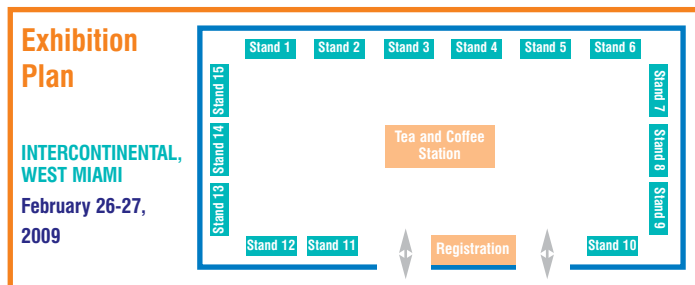 Exhibition
Plan
INTERCONTINENTAL,
WEST MIAMI
February 26-27,
2009
Stand 1
Stand 2
Stand 3
Stand 4
Stand 5
Stand 6
Stand 15
Stand 14
Stand 13
Tea and Coffee
Station
Stand 7
Stand 8
Stand 9
Stand 12
Stand 11
Registration
Stand 10